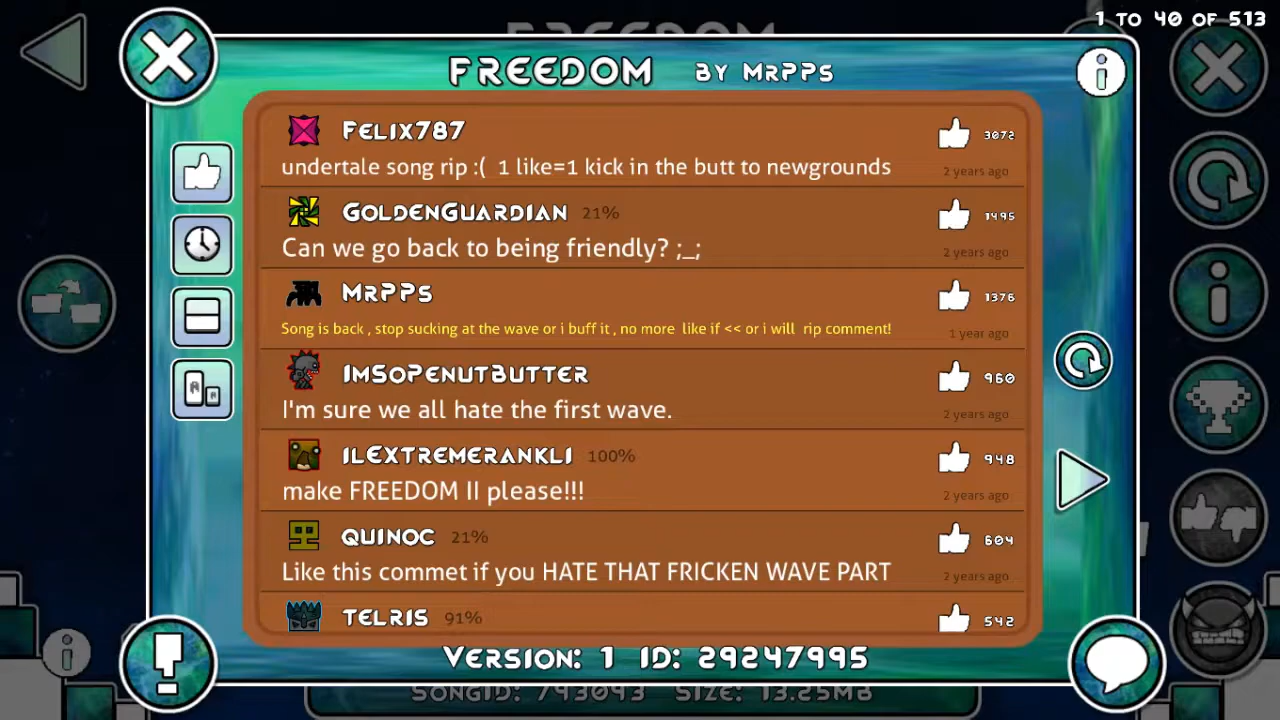 1 TO 40 OF 513
FREEDOM BY MRPPS
FELIX787 3072
undertale song rip :( 1 like=1 kick in the butt to newgrounds 2 years ago
GOLDENGUARDIAN 21% 1495
Can we go back to being friendly? ;_; 2 years ago
MRPPS 1376
Song is back , stop sucking at the wave or i buff it , no more like if << or i will rip comment! 1 year ago
IMSOPENUTBUTTER 960
I'm sure we all hate the first wave. 2 years ago
ILEXTREMERANKLI 100% 948
make FREEDOM II please!!! 2 years ago
QUINOC 21% 604
Like this commet if you HATE THAT FRICKEN WAVE PART 2 years ago
TELRIS 91% 542
VERSION: 1 ID: 29247995
SONGID: 793093 SIZE: 13.25MB